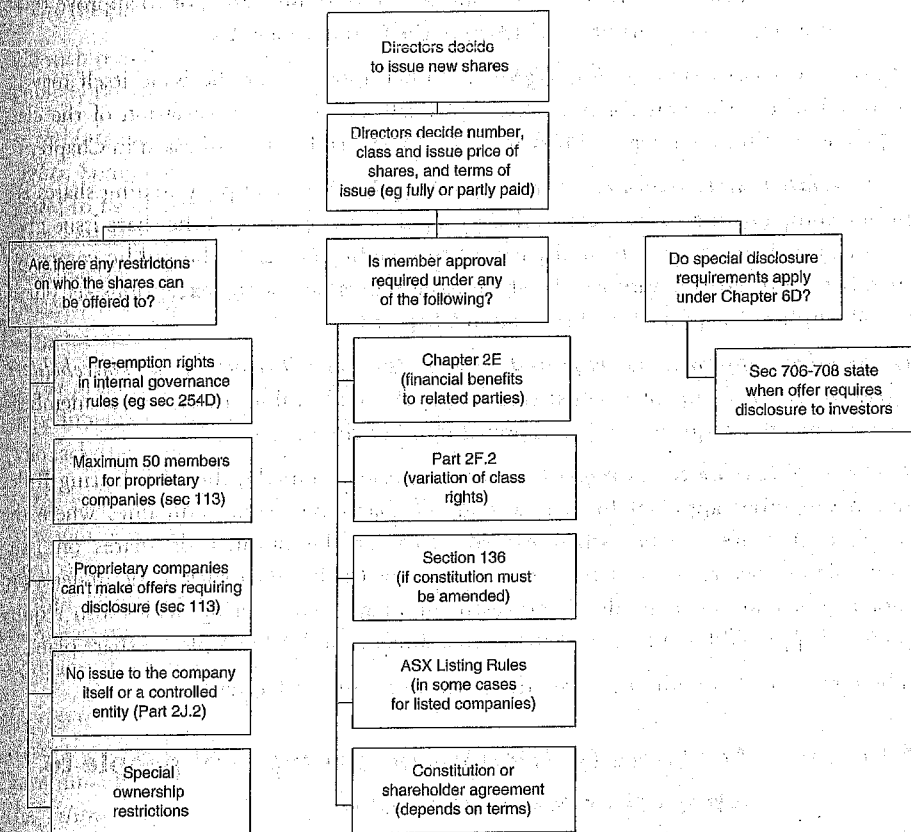 Directors decide
to issue new shares
Directors decide number,
class and issue price of
shares, and terms of
issue (eg fully or partly paid)
Are there any restrictons
on who the shares can
be offered to?
Pre-emption rights
in internal governance
rules (eg sec 254D)
Maximum 50 members
for proprietary
companies (sec 113)
Proprietary companies
can't make offers requiring
disclosure (sec 113)
No issue to the company
itself or a controlled
entity (Part 2J.2)
Special
ownership
restrictions
Is member approval
required under any
of the following?
Chapter 2E
(financial benefits
to related parties)
Part 2F.2
(variation of class
rights)
Section 136
(if constitution must
be amended)
ASX Listing Rules
(in some cases
for listed companies)
Constitution or
shareholder agreement
(depends on terms)
Do special disclosure
requirements apply
under Chapter 6D?
Sec 706-708 state
when offer requires
disclosure to investors